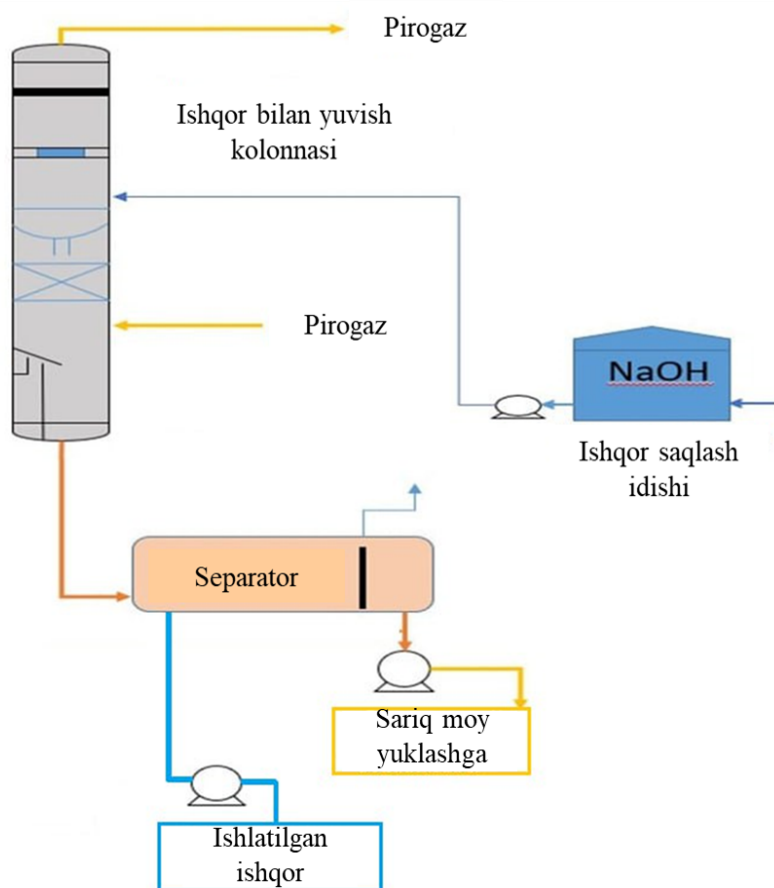 Pirogaz
Ishqor bilan yuvish
kolonnasi
Pirogaz
NaOH
Ishqor saqlash
idishi
Separator
Sariq moy
yuklashga
Ishlatilgan
ishqor